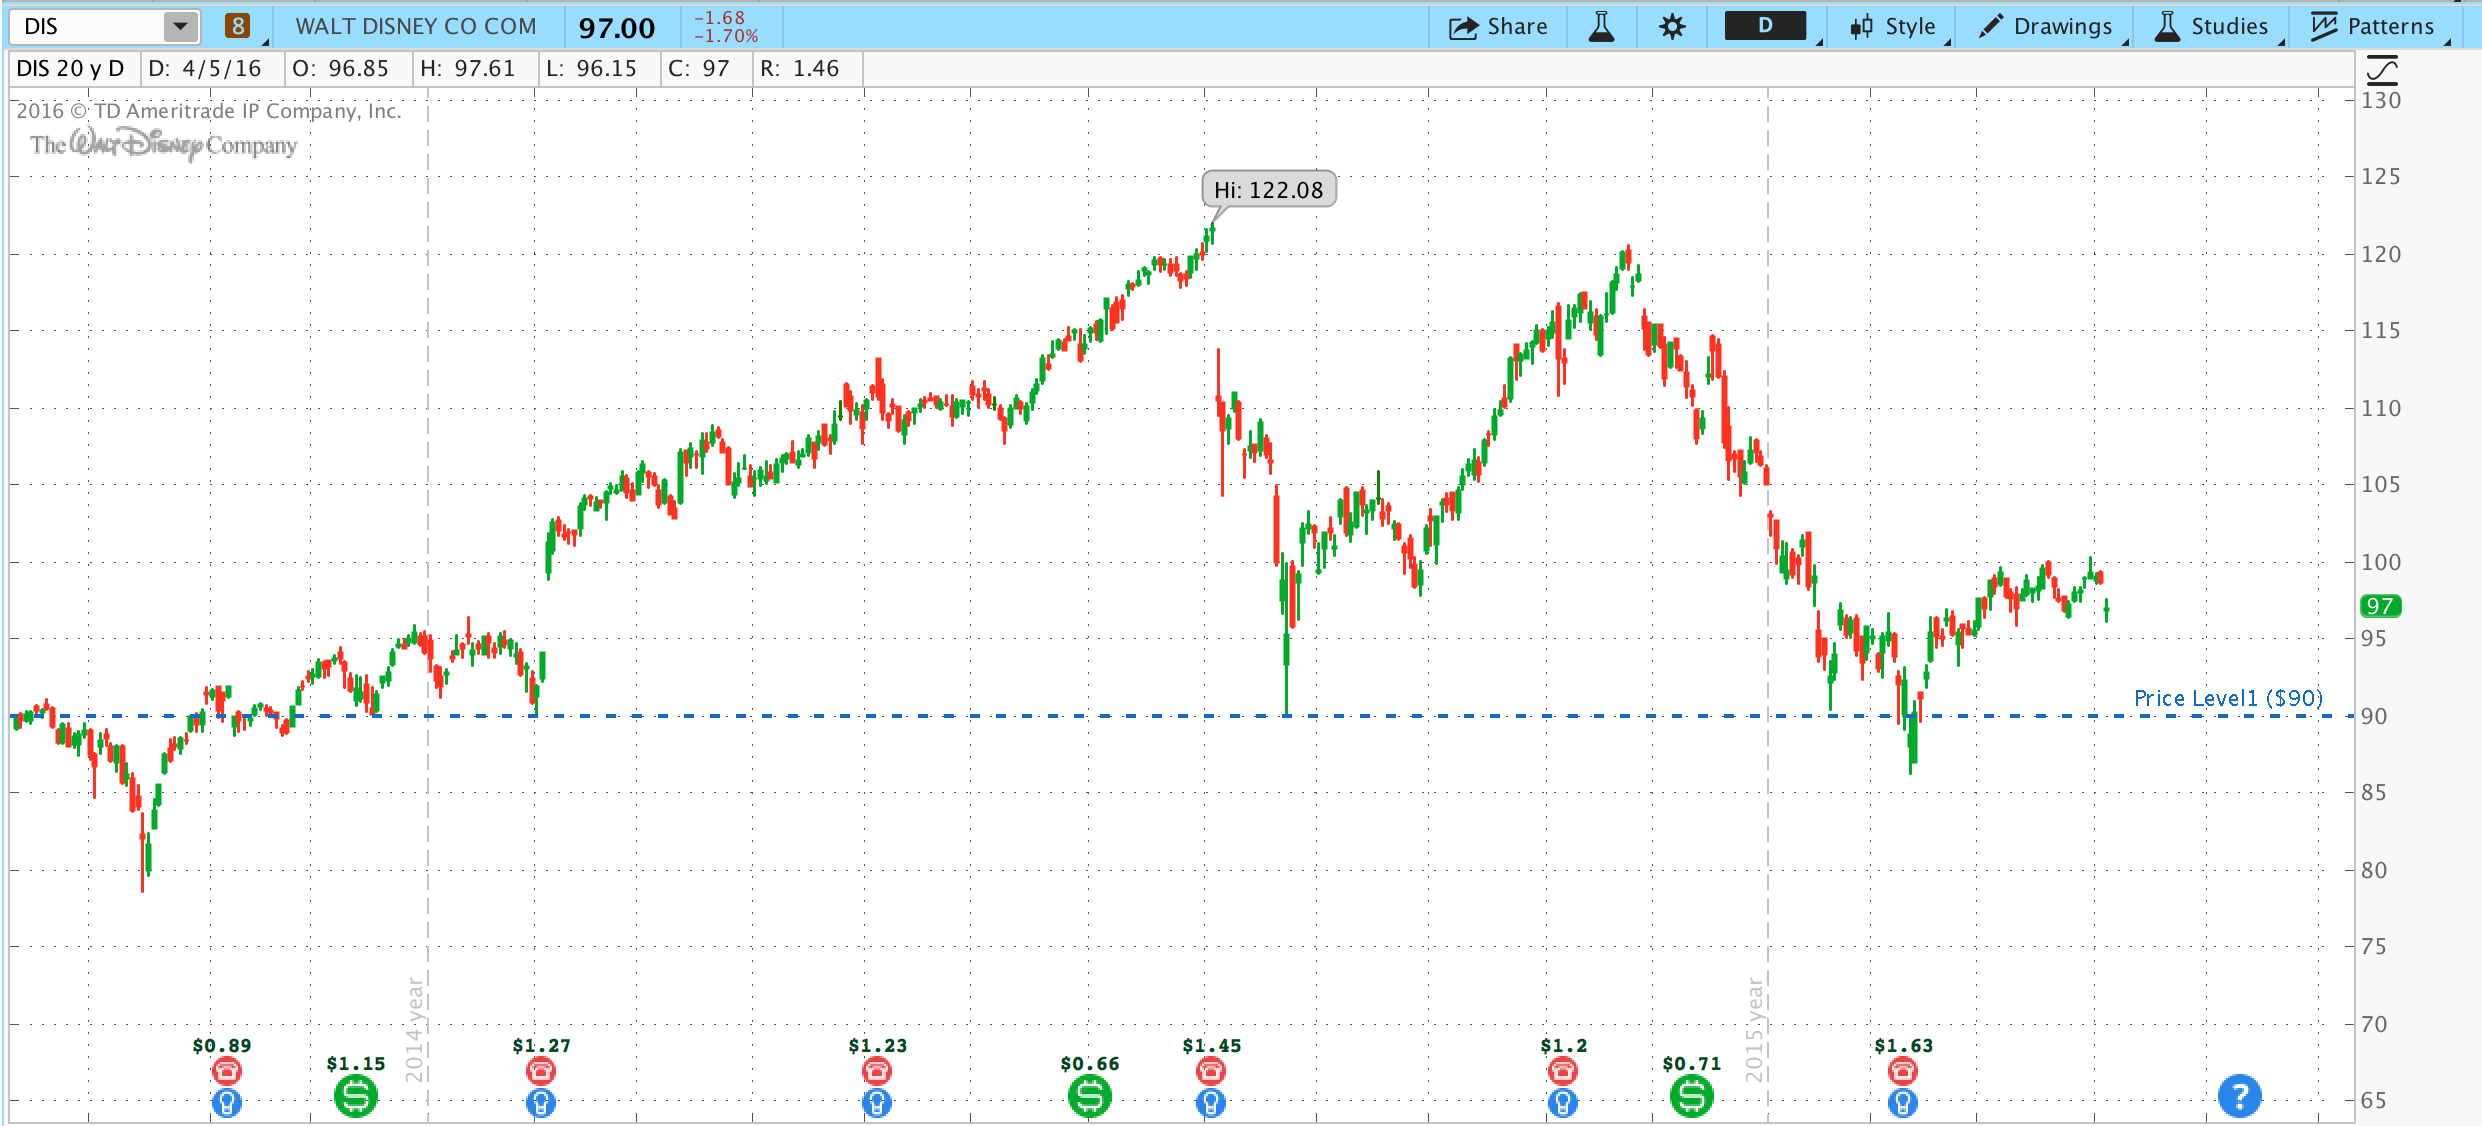 DIS 8 WALT DISNEY CO COM 97.00 -1.68 -1.70% Share D Style Drawings Studies Patterns
DIS 20 y D D: 4/5/16 O: 96.85 H: 97.61 L: 96.15 C: 97 R: 1.46
2016 © TD Ameritrade IP Company, Inc.
The Walt Disney Company
Hi: 122.08
130
125
120
115
110
105
100
97
95
Price Level1 ($90)
90
85
80
75
70
65
2014 year
2015 year
$0.89 $1.27 $1.23 $1.45 $1.2 $1.63
$1.15 $0.66 $0.71
?